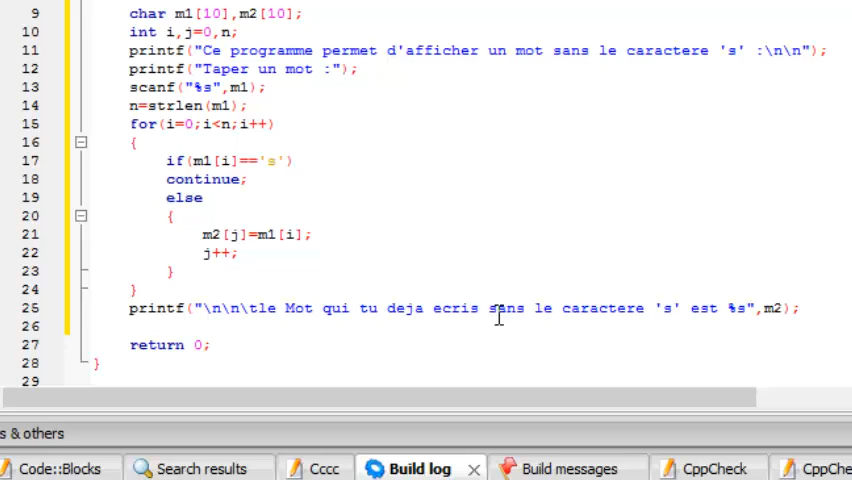 9 char m1[10],m2[10];
10 int i,j=0,n;
11 printf("Ce programme permet d'afficher un mot sans le caractere 's' :\n\n");
12 printf("Taper un mot :");
13 scanf("%s",m1);
14 n=strlen(m1);
15 for(i=0;i<n;i++)
16 {
17 if(m1[i]=='s')
18 continue;
19 else
20 {
21 m2[j]=m1[i];
22 j++;
23 }
24 }
25 printf("\n\n\tle Mot qui tu deja ecris sans le caractere 's' est %s",m2);
26
27 return 0;
28 }
29
s & others
Code::Blocks Search results Cccc Build log Build messages CppCheck CppChe